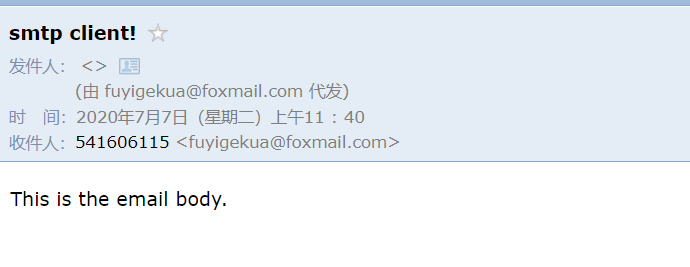 smtp client!
发件人: <>
(由 fuyigekua@foxmail.com 代发)
时 间: 2020年7月7日 (星期二) 上午11:40
收件人: 541606115 <fuyigekua@foxmail.com>
This is the email body.